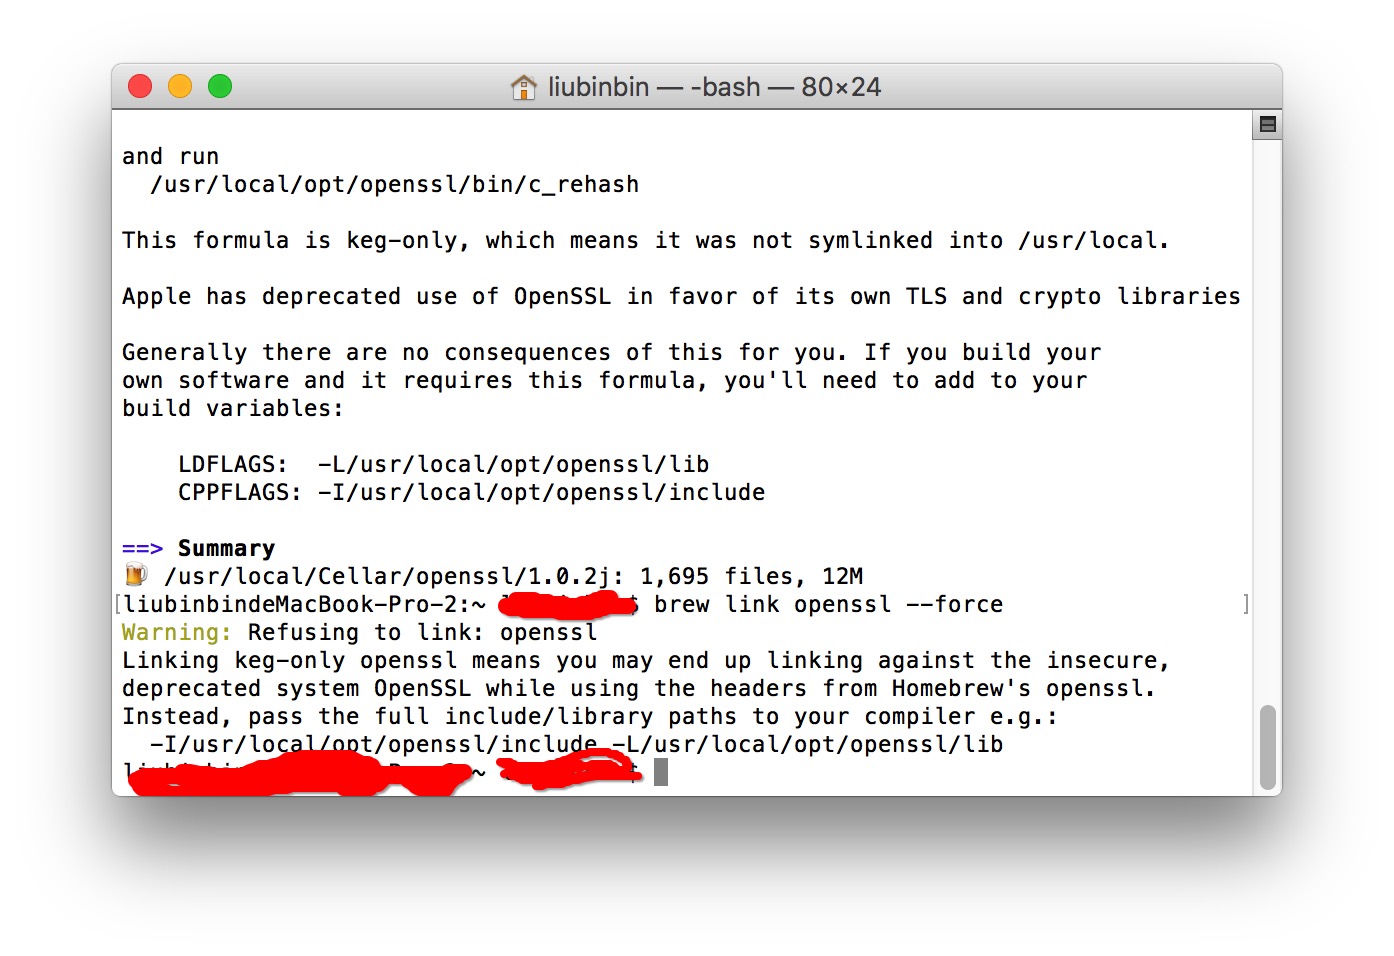 liubinbin — -bash — 80×24
and run
/usr/local/opt/openssl/bin/c_rehash
This formula is keg-only, which means it was not symlinked into /usr/local.
Apple has deprecated use of OpenSSL in favor of its own TLS and crypto libraries
Generally there are no consequences of this for you. If you build your
own software and it requires this formula, you'll need to add to your
build variables:
LDFLAGS:  -L/usr/local/opt/openssl/lib
CPPFLAGS: -I/usr/local/opt/openssl/include
==> Summary
🍺 /usr/local/Cellar/openssl/1.0.2j: 1,695 files, 12M
[liubinbindeMacBook-Pro-2:~ $ brew link openssl --force ]
Warning: Refusing to link: openssl
Linking keg-only openssl means you may end up linking against the insecure,
deprecated system OpenSSL while using the headers from Homebrew's openssl.
Instead, pass the full include/library paths to your compiler e.g.:
-I/usr/local/opt/openssl/include -L/usr/local/opt/openssl/lib
~ $